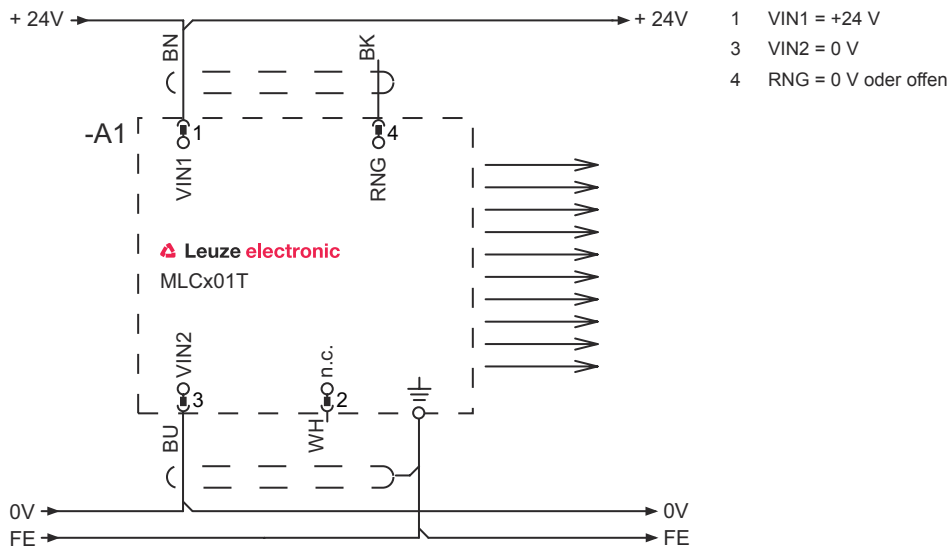 + 24V
+ 24V
1 VIN1 = +24 V
3 VIN2 = 0 V
4 RNG = 0 V oder offen
BN
BK
-A1
1
4
VIN1
RNG
Leuze electronic
MLCx01T
VIN2
n.c.
3
2
BU
WH
0V
0V
FE
FE